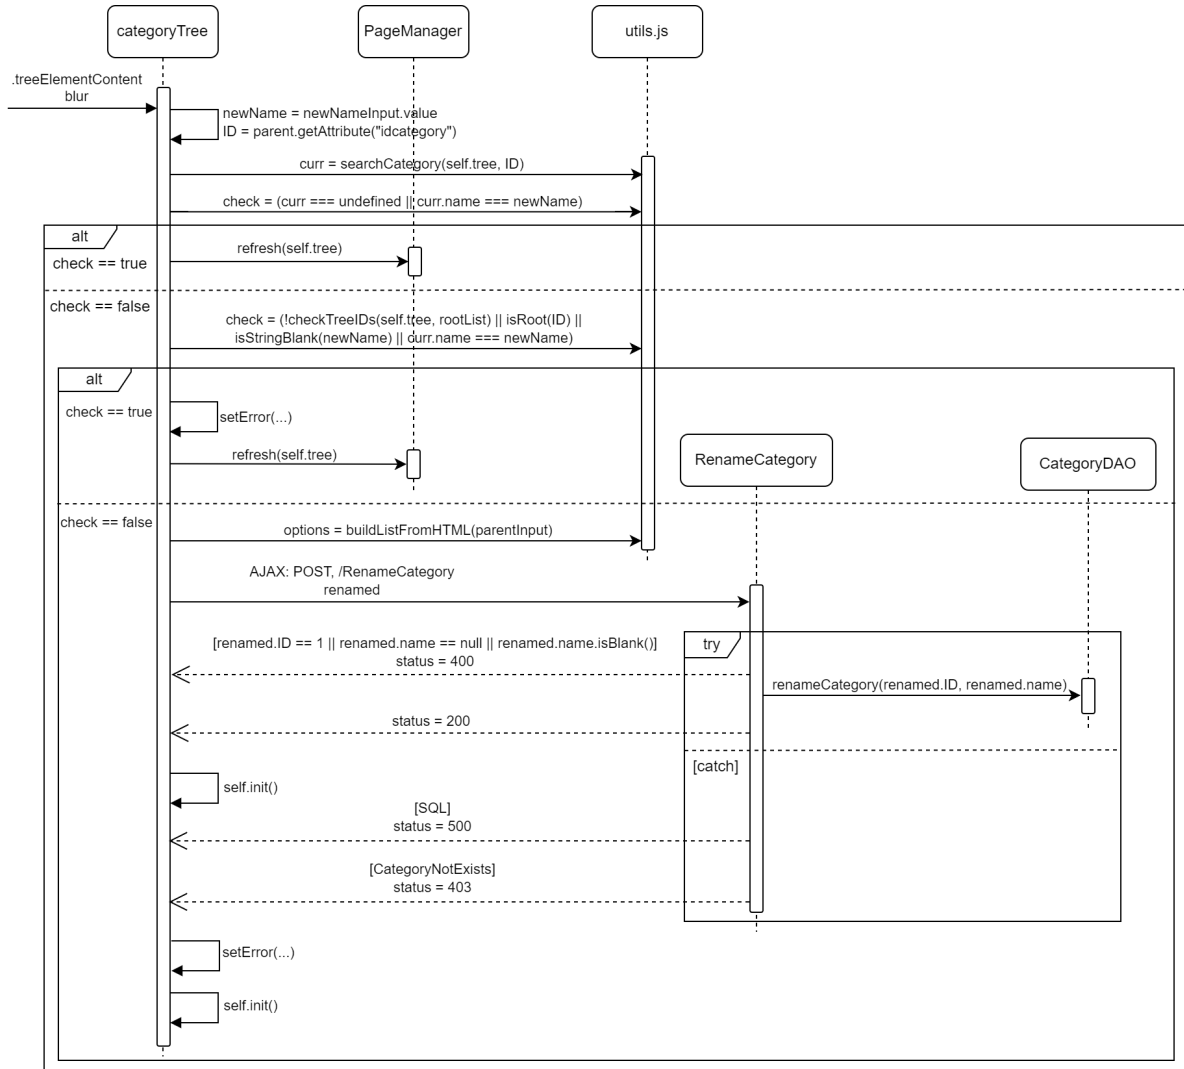 categoryTree
PageManager
utils.js
.treeElementContent
blur
newName = newNameInput.value
ID = parent.getAttribute("idcategory")
curr = searchCategory(self.tree, ID)
check = (curr === undefined || curr.name === newName)
alt
refresh(self.tree)
check == true
check == false
check = (!checkTreeIDs(self.tree, rootList) || isRoot(ID) ||
isStringBlank(newName) || curr.name === newName)
alt
check == true
setError(...)
refresh(self.tree)
RenameCategory
CategoryDAO
check == false
options = buildListFromHTML(parentInput)
AJAX: POST, /RenameCategory
renamed
[renamed.ID == 1 || renamed.name == null || renamed.name.isBlank()]
status = 400
try
renameCategory(renamed.ID, renamed.name)
status = 200
[catch]
self.init()
[SQL]
status = 500
[CategoryNotExists]
status = 403
setError(...)
self.init()